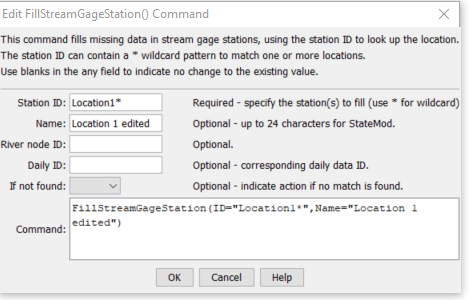 Edit FillStreamGageStation() Command
This command fills missing data in stream gage stations, using the station ID to look up the location.
The station ID can contain a * wildcard pattern to match one or more locations.
Use blanks in the any field to indicate no change to the existing value.
Station ID: Location1* Required - specify the station(s) to fill (use * for wildcard)
Name: Location 1 edited Optional - up to 24 characters for StateMod.
River node ID: Optional.
Daily ID: Optional - corresponding daily data ID.
If not found: Optional - indicate action if no match is found.
FillStreamGageStation(ID="Location1*",Name="Location 1
Command: edited")
OK Cancel Help